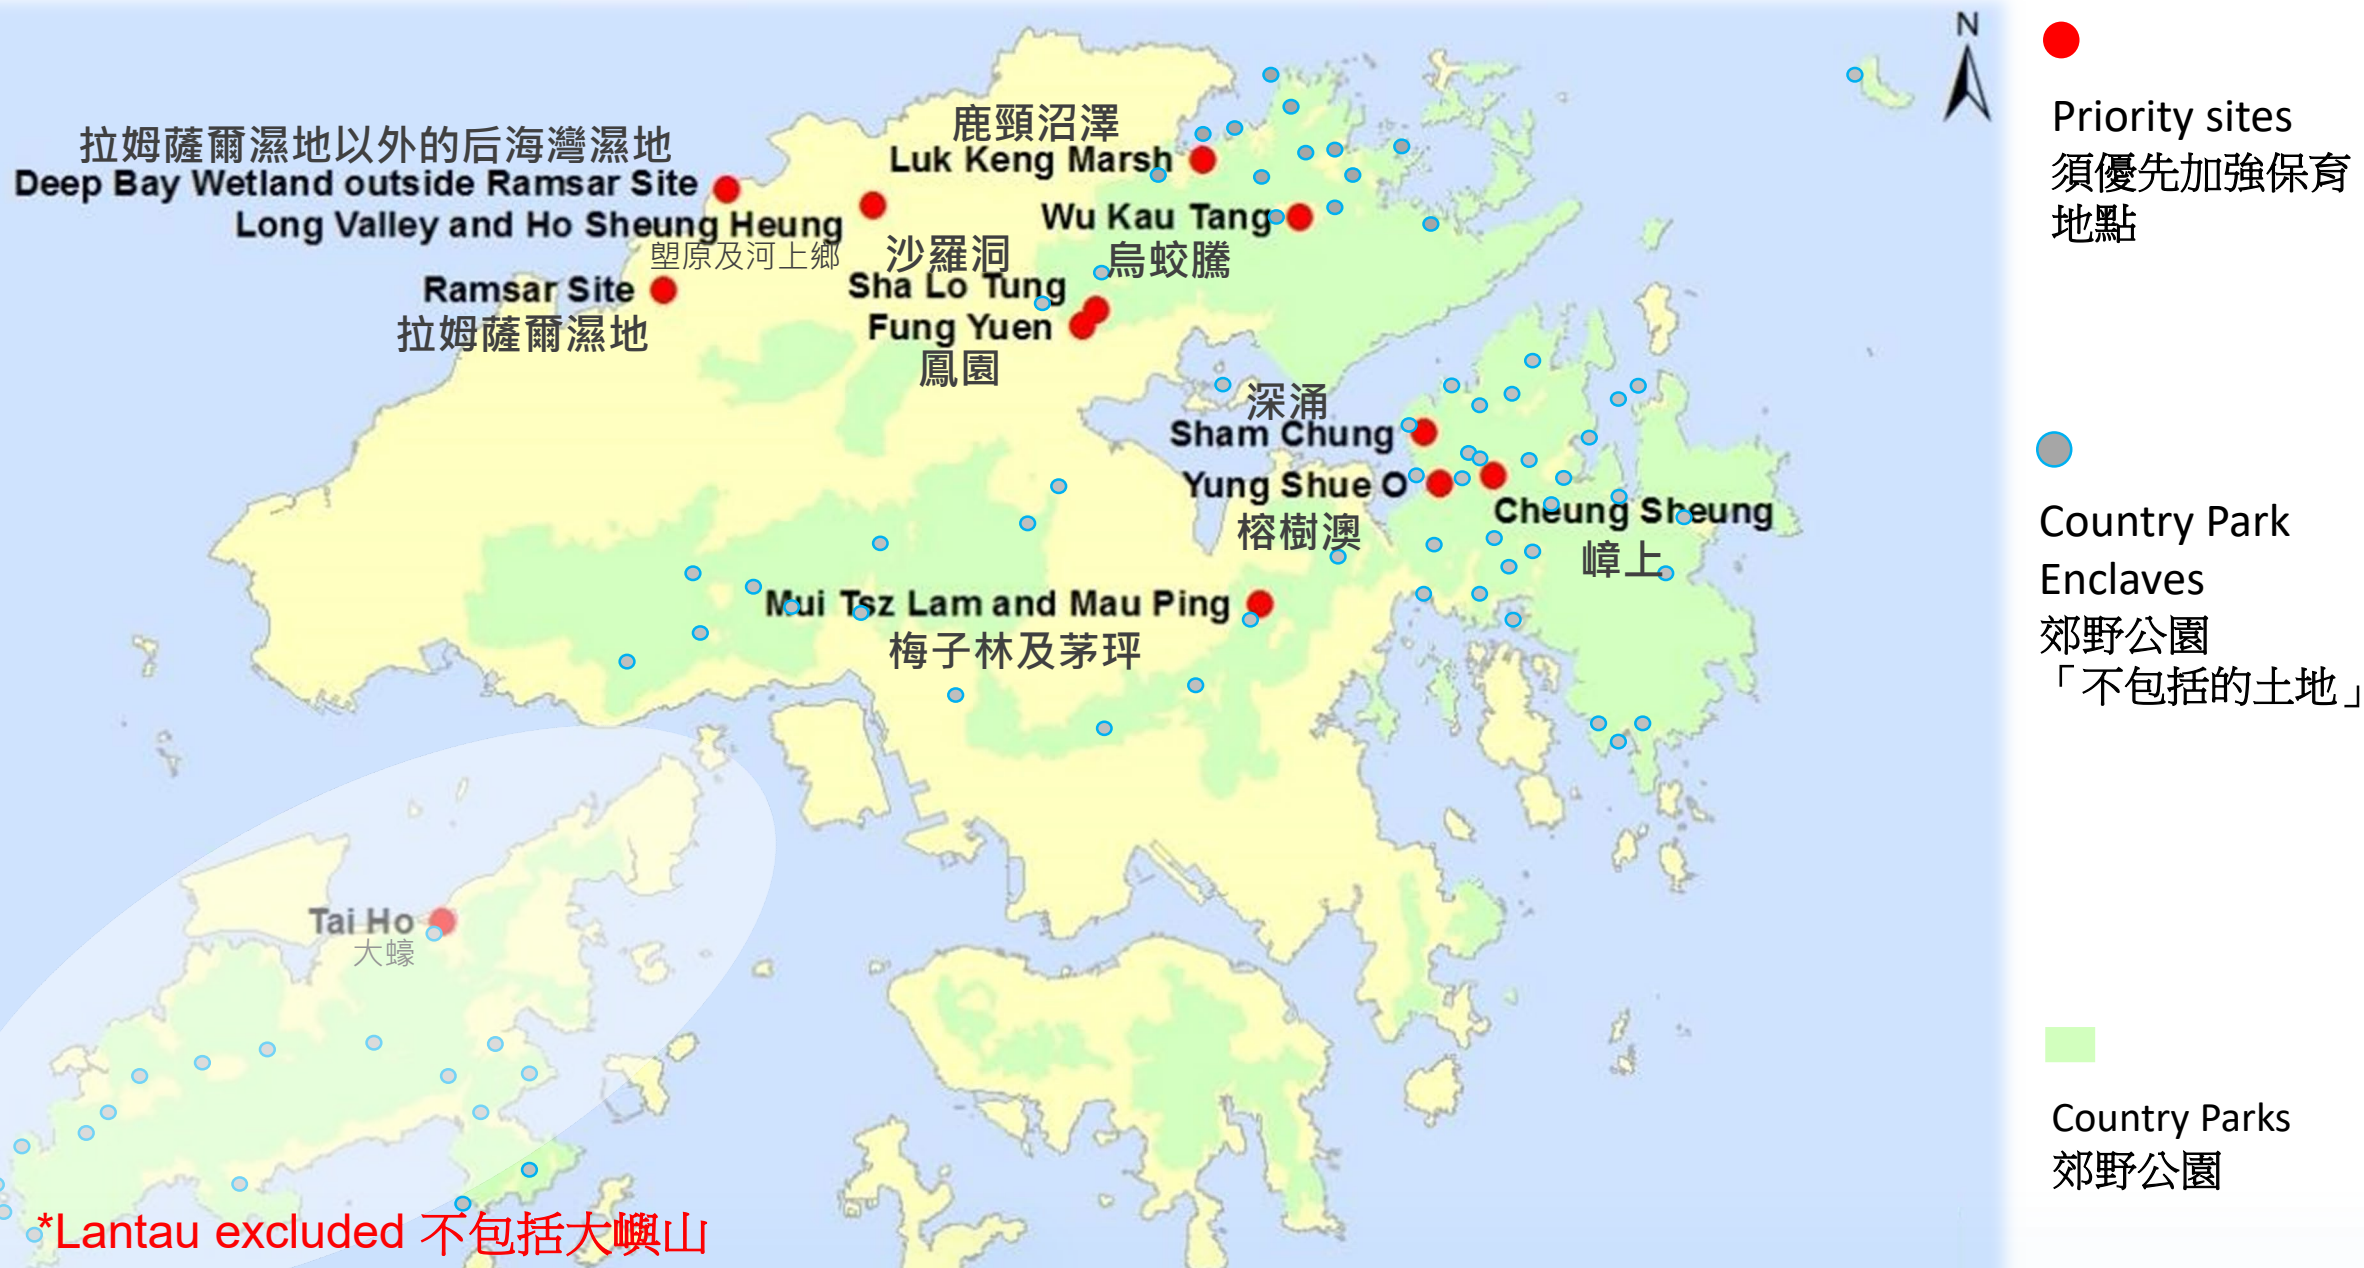 N
拉姆薩爾濕地以外的后海灣濕地
Deep Bay Wetland outside Ramsar Site
Long Valley and Ho Sheung Heung
塱原及河上鄉
Ramsar Site
拉姆薩爾濕地
鹿頸沼澤
Luk Keng Marsh
Wu Kau Tang
烏蛟騰
沙羅洞
Sha Lo Tung
Fung Yuen
鳳園
深涌
Sham Chung
Yung Shue O
榕樹澳
Cheung Sheung
嶂上
Mui Tsz Lam and Mau Ping
梅子林及茅坪
Tai Ho
大蠔
*Lantau excluded 不包括大嶼山
Priority sites
須優先加強保育
地點
Country Park
Enclaves
郊野公園
「不包括的土地」
Country Parks
郊野公園